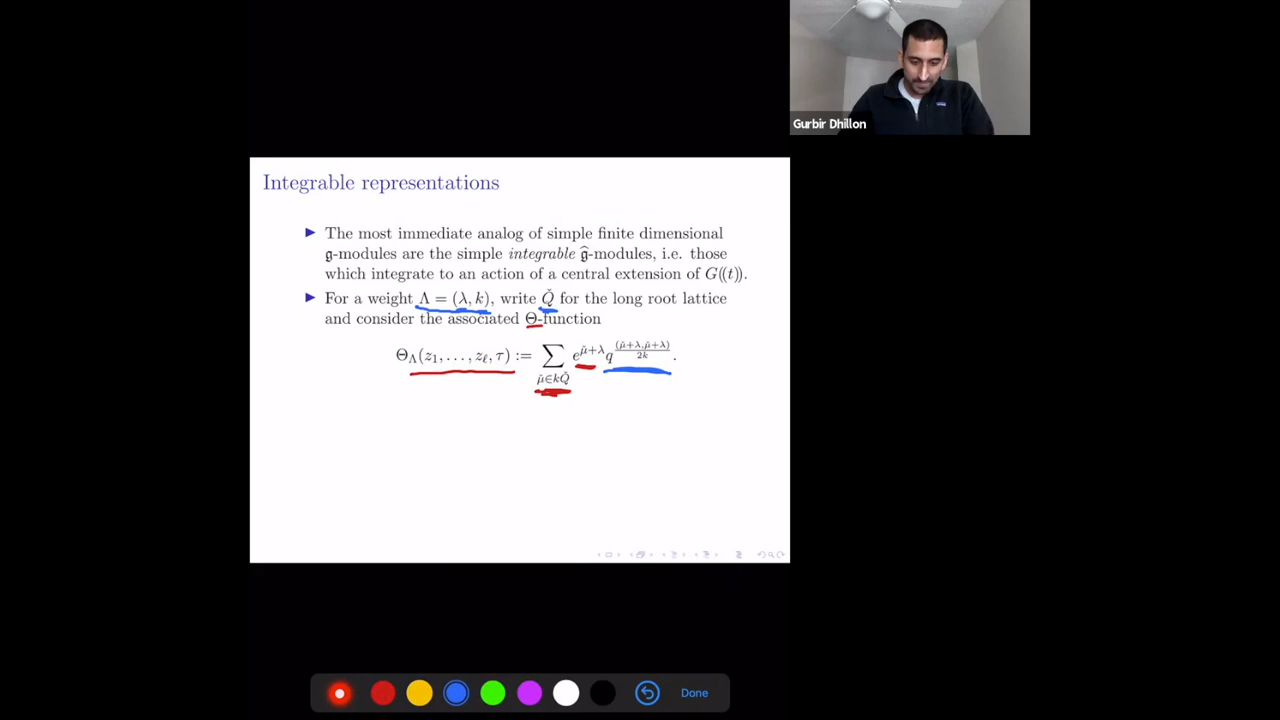 Gurbir Dhillon
Integrable representations
The most immediate analog of simple finite dimensional
𝔤-modules are the simple integrable 𝔤̂-modules, i.e. those
which integrate to an action of a central extension of G((t)).
For a weight Λ = (λ, k), write Q̌ for the long root lattice
and consider the associated Θ-function
Θ_Λ(z₁, . . . , z_ℓ, τ) := ∑_{μ̌∈kQ̌} e^{μ̌+λ} q^{(μ̌+λ,μ̌+λ)/2k}.
Done